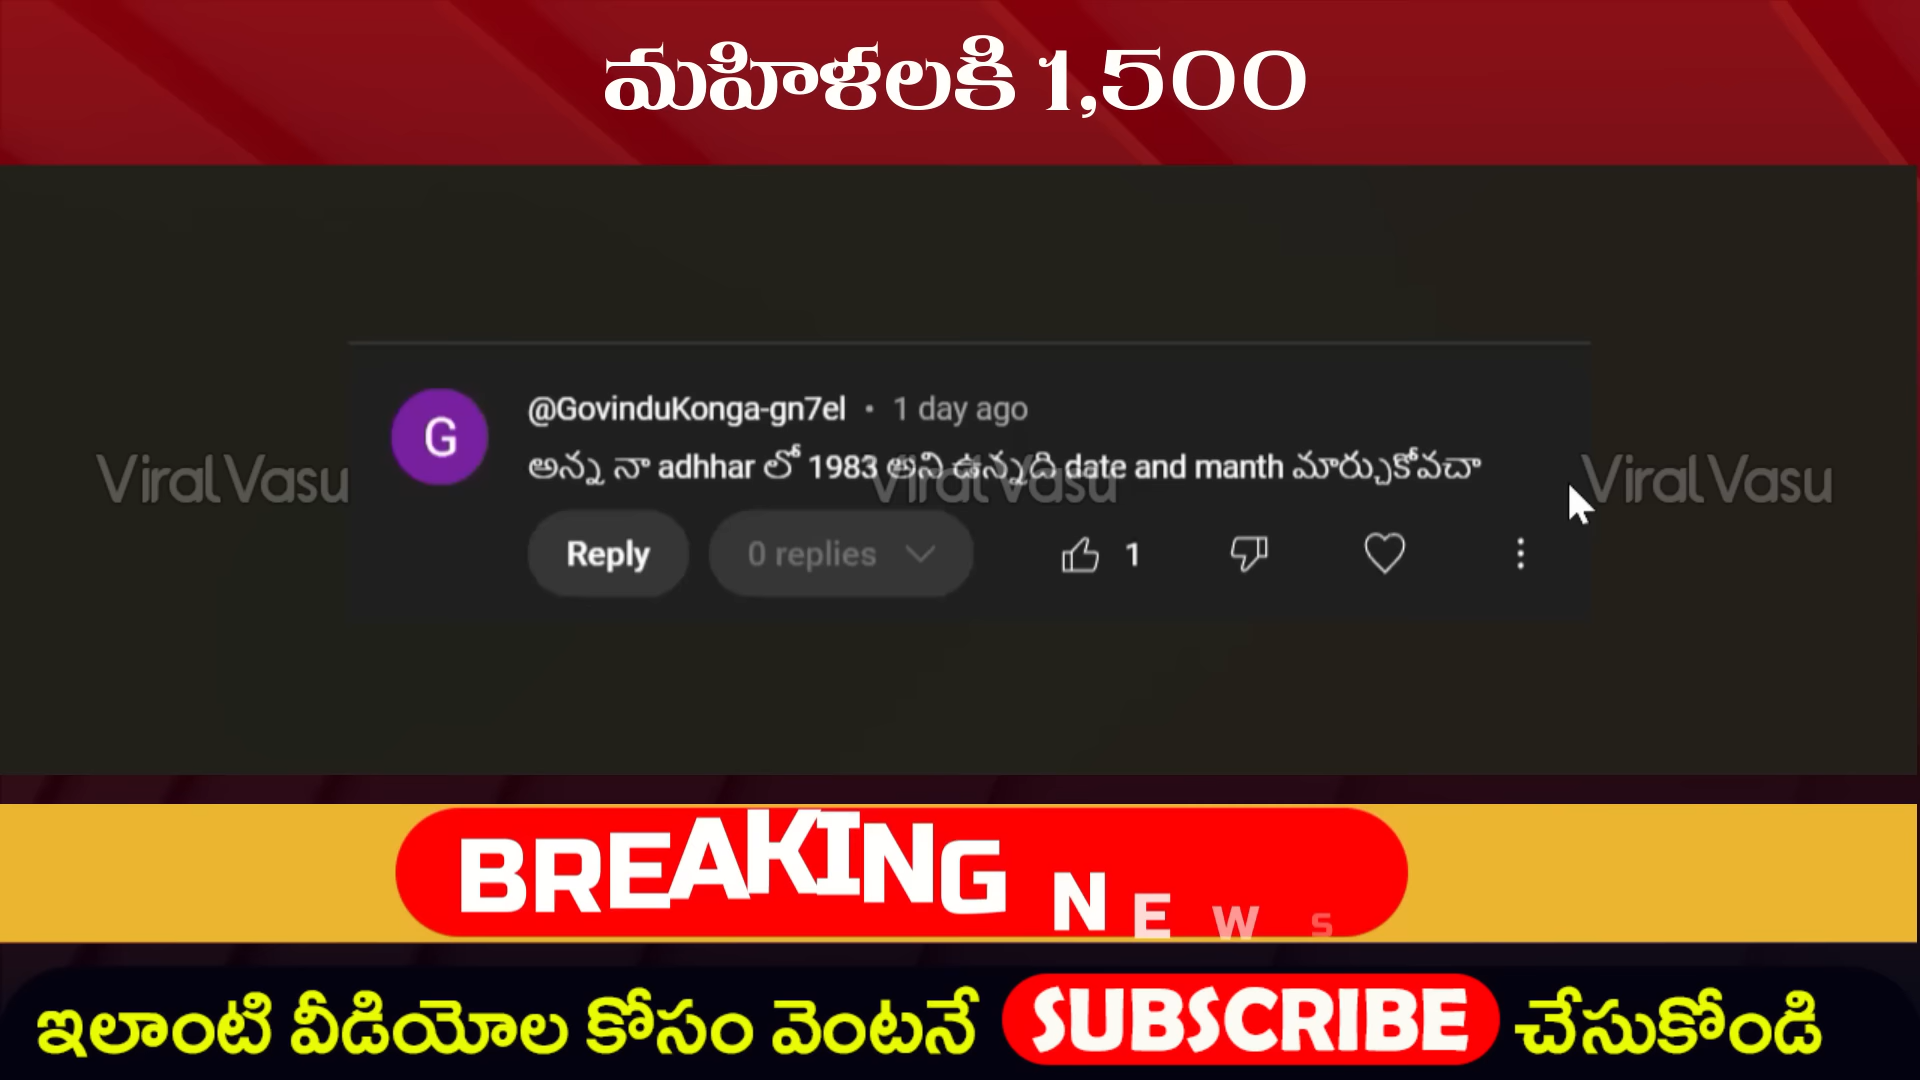 మహిళలకి 1,500
@GovinduKonga-gn7el • 1 day ago
అన్న నా adhhar లో 1983 అని ఉన్నది date and manth మార్చుకోవచా
Viral Vasu Viral Vasu Viral Vasu
Reply 0 replies 1
BREAKING NEWS
ఇలాంటి వీడియోల కోసం వెంటనే SUBSCRIBE చేసుకోండి